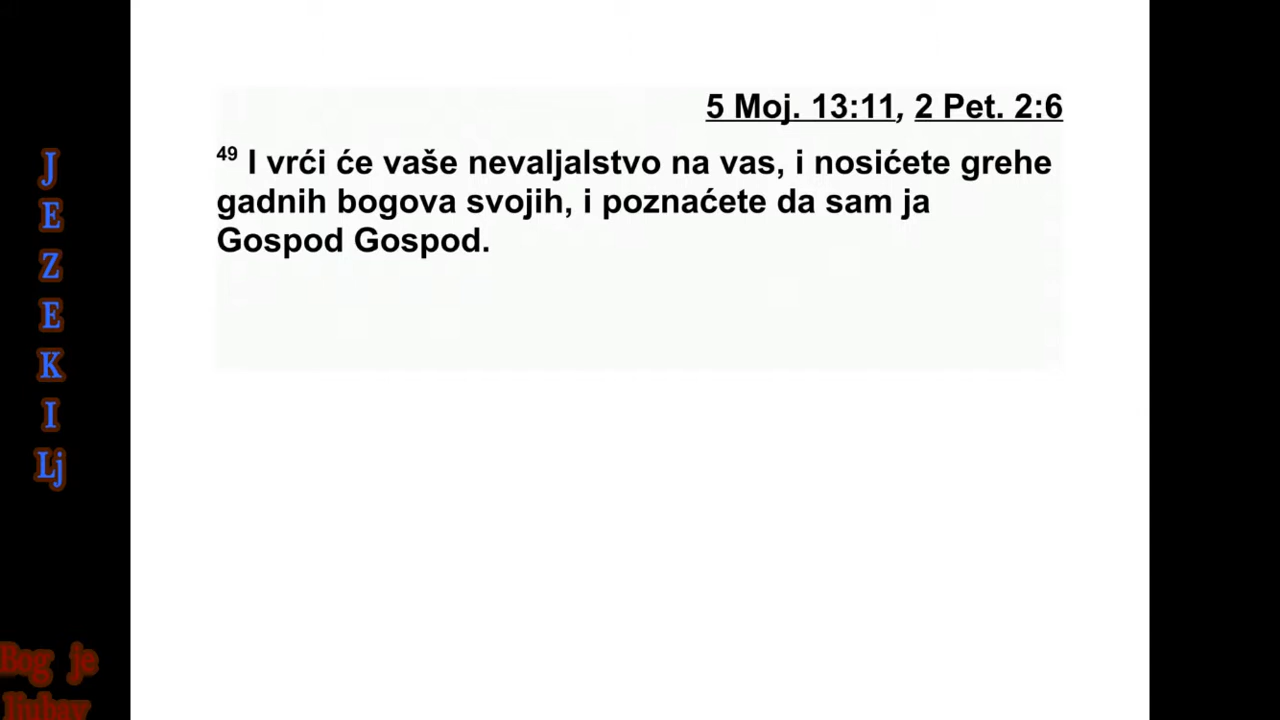 5 Moj. 13:11, 2 Pet. 2:6
49 I vrći će vaše nevaljalstvo na vas, i nosićete grehe
gadnih bogova svojih, i poznaćete da sam ja
Gospod Gospod.
J
E
Z
E
K
I
Lj
Bog je
ljubav